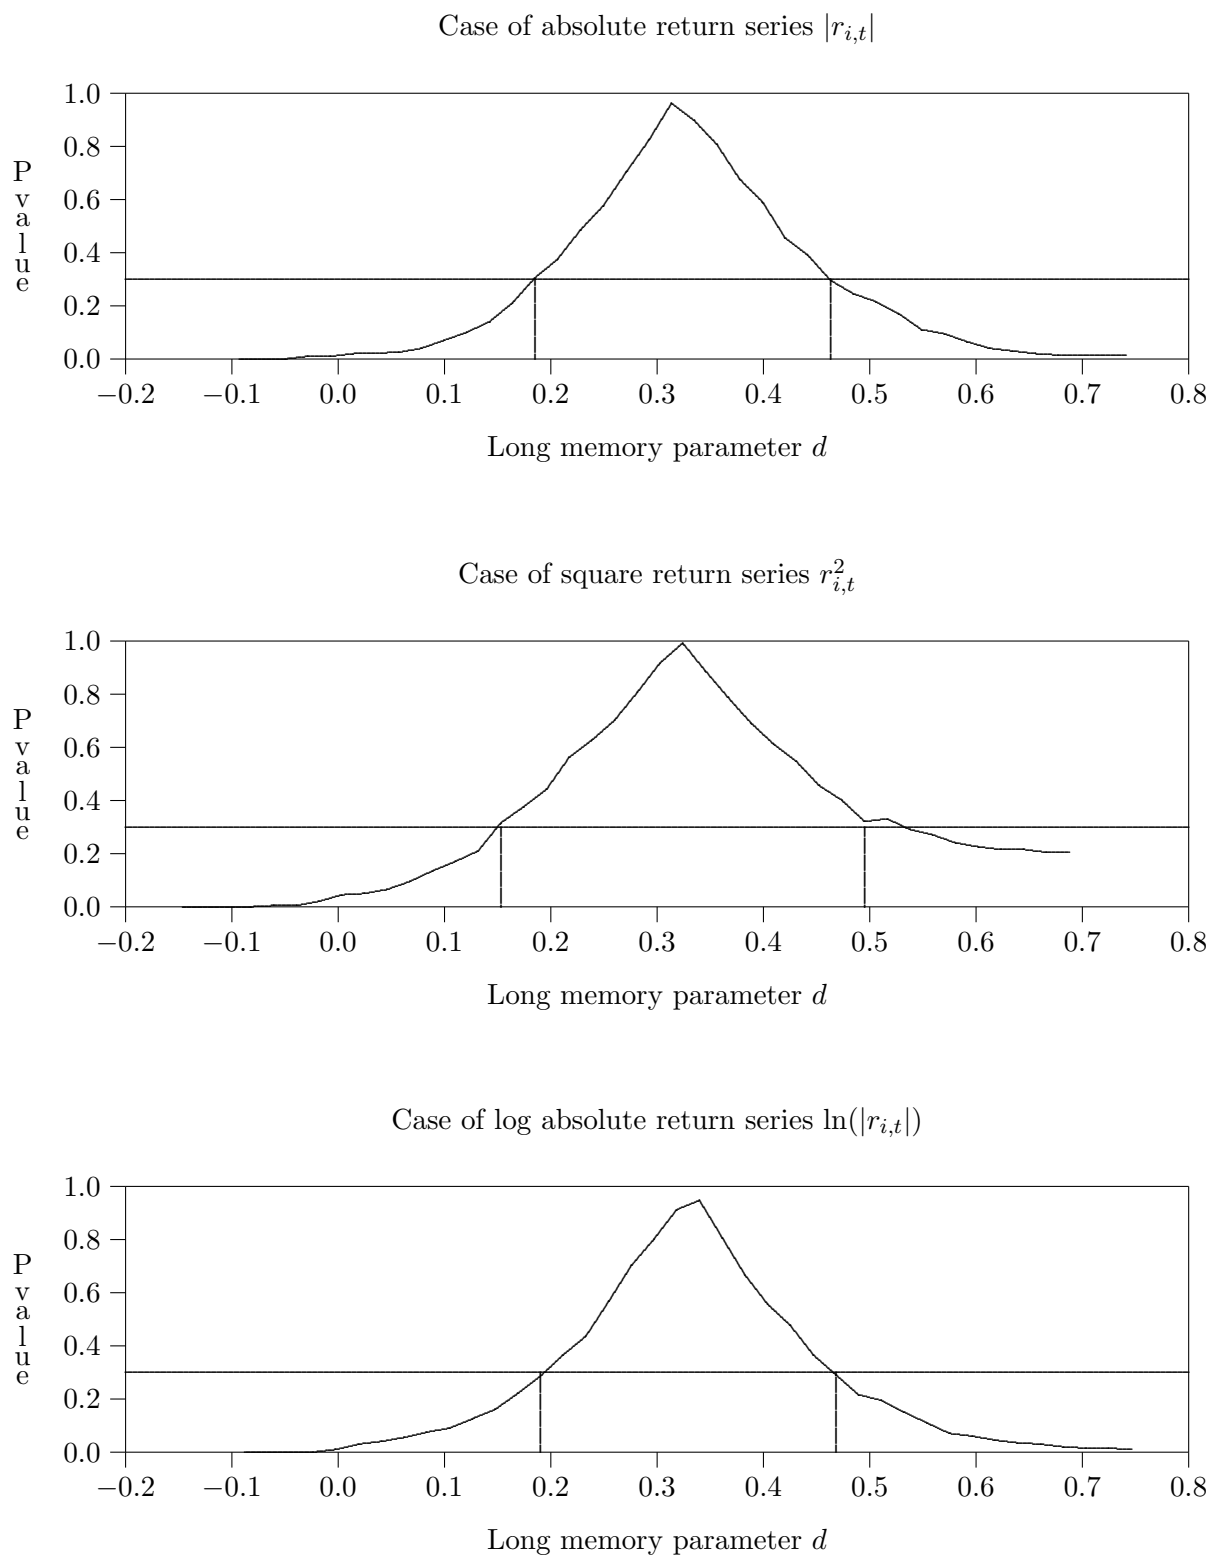 Case of absolute return series |r_{i,t}|
1.0
0.8
0.6
0.4
0.2
0.0
P value
−0.2 −0.1 0.0 0.1 0.2 0.3 0.4 0.5 0.6 0.7 0.8
Long memory parameter d
Case of square return series r^2_{i,t}
1.0
0.8
0.6
0.4
0.2
0.0
P value
−0.2 −0.1 0.0 0.1 0.2 0.3 0.4 0.5 0.6 0.7 0.8
Long memory parameter d
Case of log absolute return series ln(|r_{i,t}|)
1.0
0.8
0.6
0.4
0.2
0.0
P value
−0.2 −0.1 0.0 0.1 0.2 0.3 0.4 0.5 0.6 0.7 0.8
Long memory parameter d